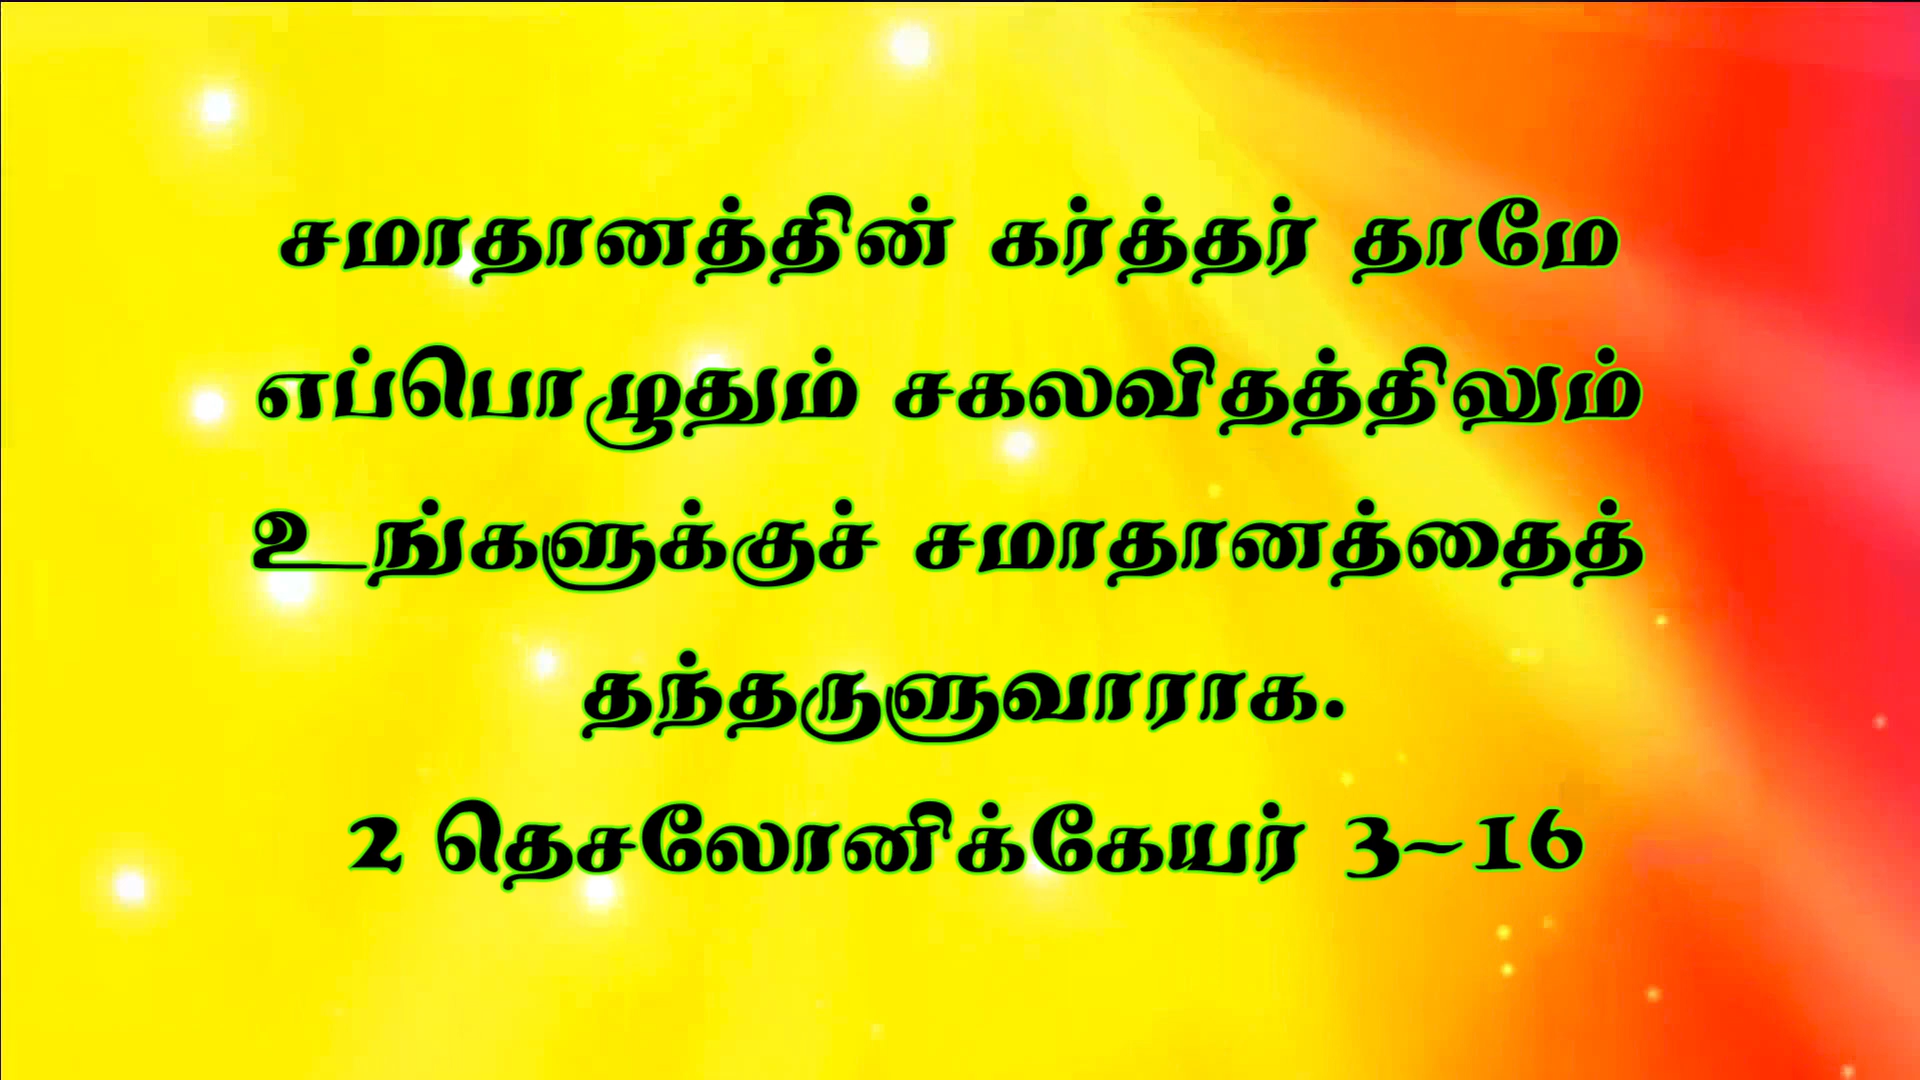 சமாதானத்தின் கர்த்தர் தாமே
எப்பொழுதும் சகலவிதத்திலும்
உங்களுக்குச் சமாதானத்தைத்
தந்தருளுவாராக.
2 தெசலோனிக்கேயர் 3~16